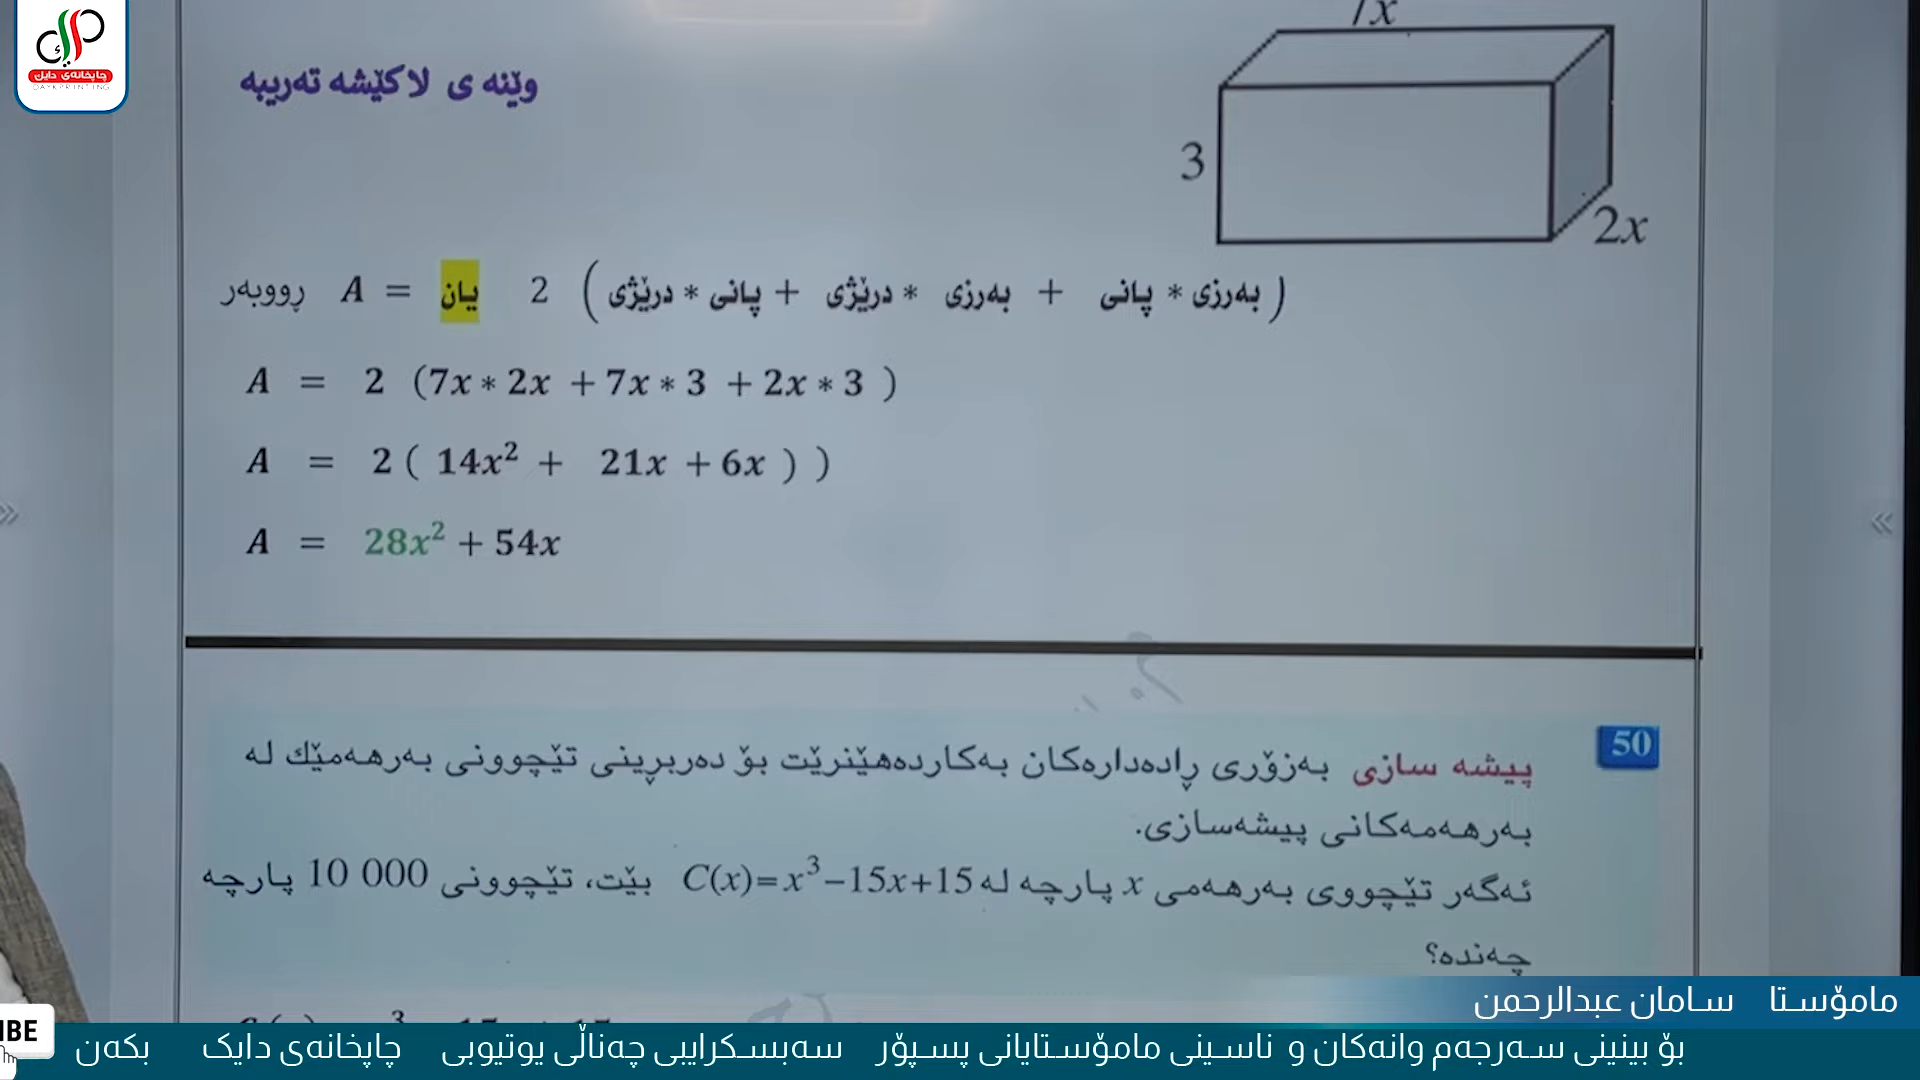 چاپخانەی دایک
DAYKPRINTING
7x
وێنە ی لاکێشە تەریبە
3
2x
ڕووبەر A = یان 2 ( درێژی * پانی + درێژی * بەرزی + پانی * بەرزی )
A = 2 (7x * 2x + 7x * 3 + 2x * 3 )
A = 2 ( 14x² + 21x + 6x ) )
A = 28x² + 54x
50
پیشە سازی بەزۆری ڕادەدارەکان بەکاردەهێنرێت بۆ دەربڕینی تێچوونی بەرهەمێك لە
بەرهەمەکانی پیشەسازی.
ئەگەر تێچووی بەرهەمی x پارچە لە C(x)=x³−15x+15 بێت، تێچوونی 10 000 پارچە
چەندە؟
مامۆستا سامان عبدالرحمن
IBE
بۆ بینینی سەرجەم وانەکان و ناسینی مامۆستایانی پسپۆر سەبسکرایبی چەناڵی یوتیوبی چاپخانەی دایک بکەن